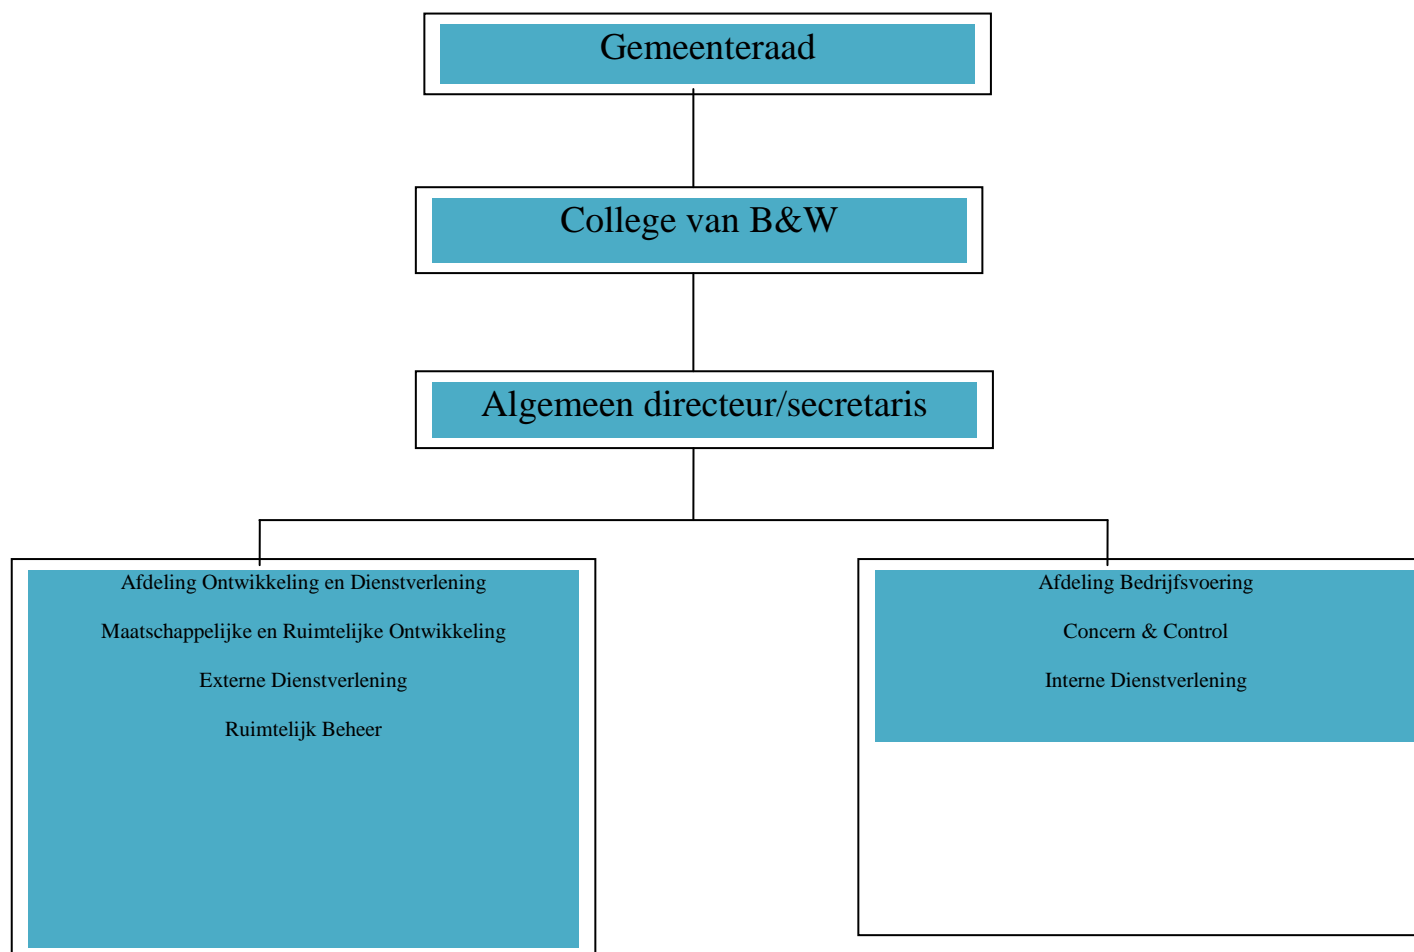 Gemeenteraad
College van B&W
Algemeen directeur/secretaris
Afdeling Ontwikkeling en Dienstverlening
Maatschappelijke en Ruimtelijke Ontwikkeling
Externe Dienstverlening
Ruimtelijk Beheer
Afdeling Bedrijfsvoering
Concern & Control
Interne Dienstverlening